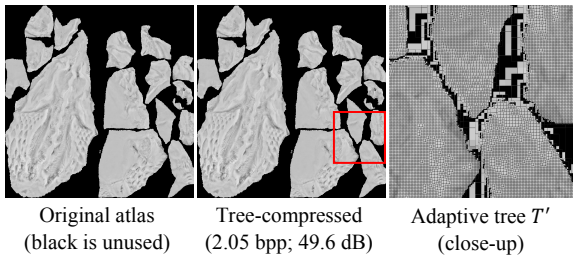 Original atlas
(black is unused)
Tree-compressed
(2.05 bpp; 49.6 dB)
Adaptive tree T′
(close-up)